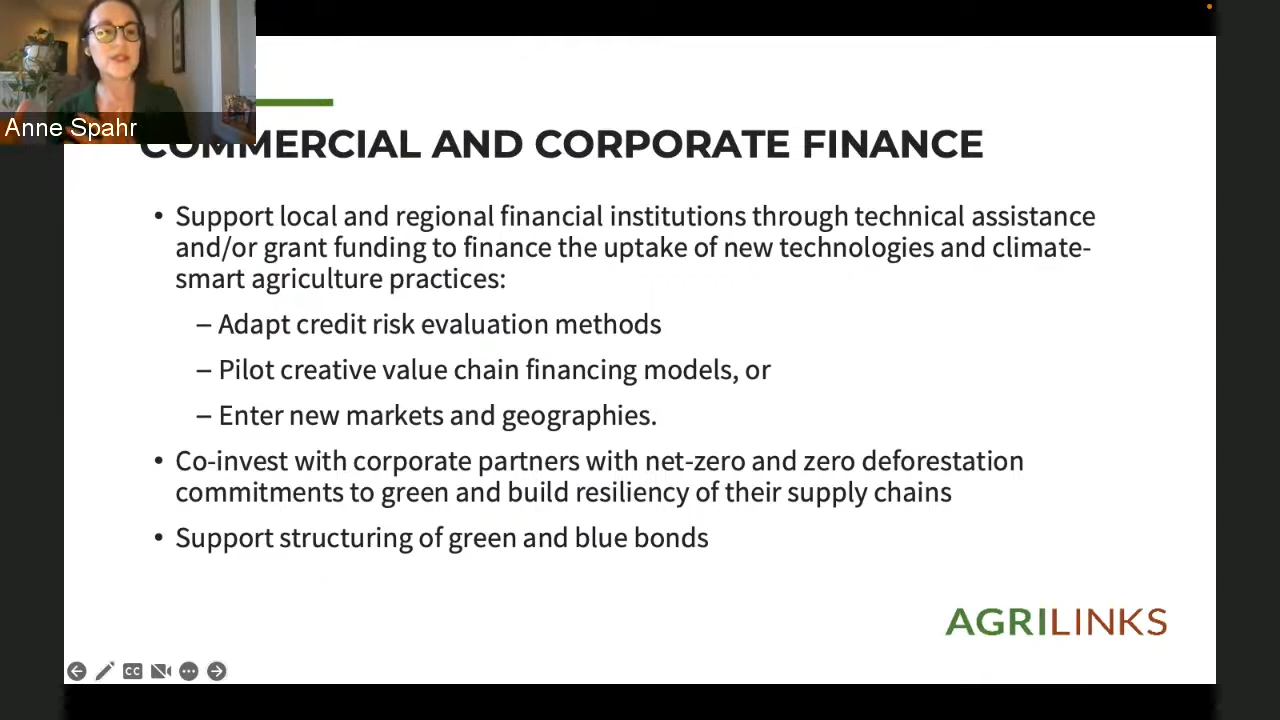 Anne Spahr
COMMERCIAL AND CORPORATE FINANCE
• Support local and regional financial institutions through technical assistance
and/or grant funding to finance the uptake of new technologies and climate-
smart agriculture practices:
– Adapt credit risk evaluation methods
– Pilot creative value chain financing models, or
– Enter new markets and geographies.
• Co-invest with corporate partners with net-zero and zero deforestation
commitments to green and build resiliency of their supply chains
• Support structuring of green and blue bonds
AGRILINKS
CC